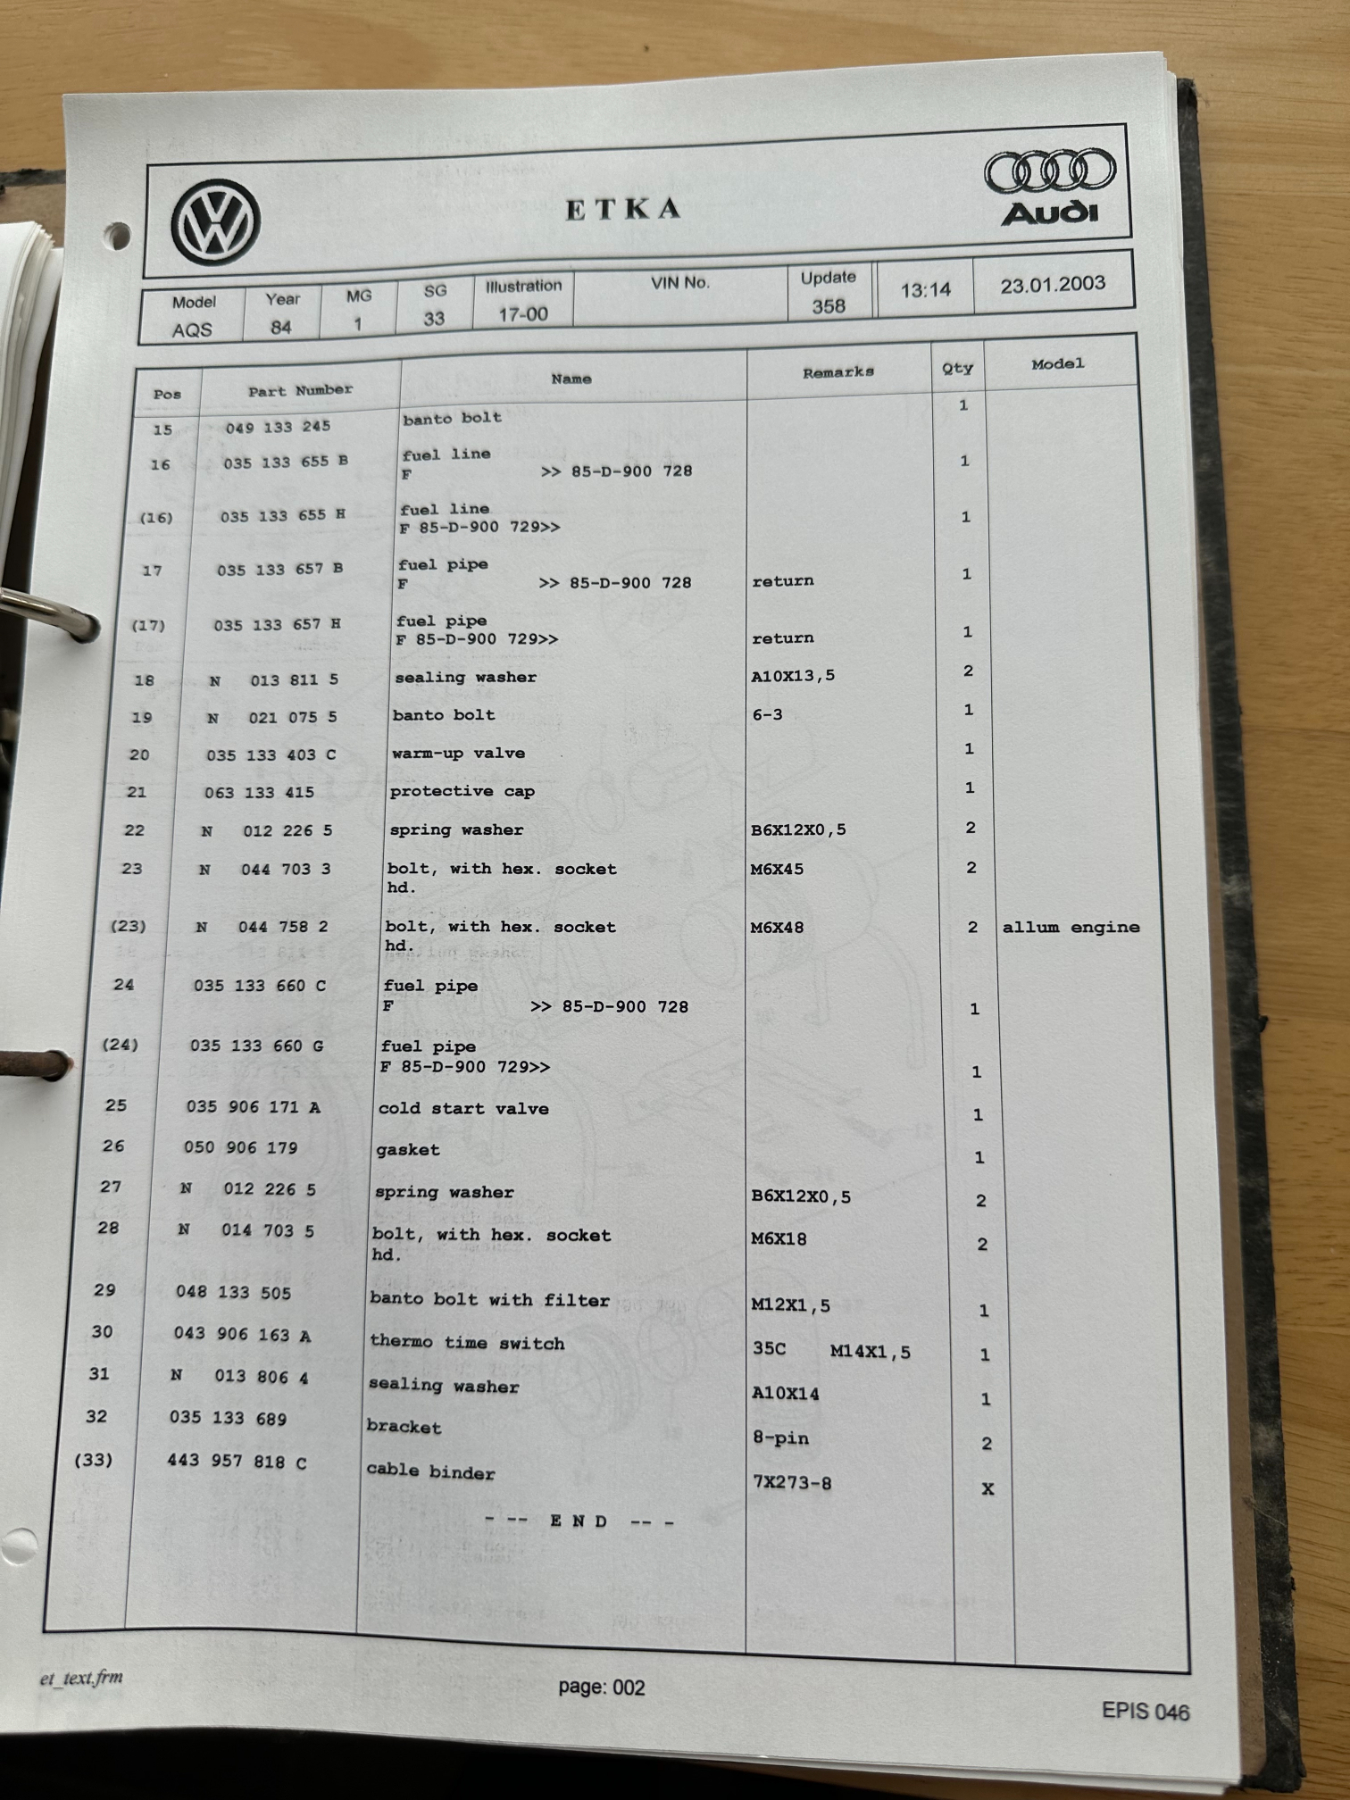 ETKA
Audi
Model Year MG SG Illustration VIN No. Update 13:14 23.01.2003
AQS 84 1 33 17-00 358
Pos Part Number Name Remarks Qty Model
15 049 133 245 banto bolt 1
16 035 133 655 B fuel line 1
F >> 85-D-900 728
(16) 035 133 655 H fuel line 1
F 85-D-900 729>>
17 035 133 657 B fuel pipe 1
F >> 85-D-900 728 return
(17) 035 133 657 H fuel pipe 1
F 85-D-900 729>> return
18 N 013 811 5 sealing washer A10X13,5 2
19 N 021 075 5 banto bolt 6-3 1
20 035 133 403 C warm-up valve 1
21 063 133 415 protective cap 1
22 N 012 226 5 spring washer B6X12X0,5 2
23 N 044 703 3 bolt, with hex. socket M6X45 2
hd.
(23) N 044 758 2 bolt, with hex. socket M6X48 2 allum engine
hd.
24 035 133 660 C fuel pipe
F >> 85-D-900 728 1
(24) 035 133 660 G fuel pipe
F 85-D-900 729>> 1
25 035 906 171 A cold start valve 1
26 050 906 179 gasket 1
27 N 012 226 5 spring washer B6X12X0,5 2
28 N 014 703 5 bolt, with hex. socket M6X18 2
hd.
29 048 133 505 banto bolt with filter M12X1,5 1
30 043 906 163 A thermo time switch 35C M14X1,5 1
31 N 013 806 4 sealing washer A10X14 1
32 035 133 689 bracket 8-pin 2
(33) 443 957 818 C cable binder 7X273-8 X
- -- E N D -- -
et_text.frm page: 002 EPIS 046